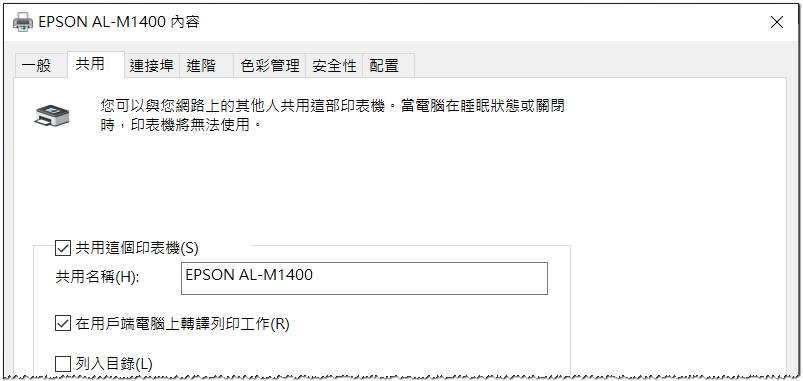 EPSON AL-M1400 內容
一般 共用 連接埠 進階 色彩管理 安全性 配置
您可以與您網路上的其他人共用這部印表機。當電腦在睡眠狀態或關閉
時，印表機將無法使用。
共用這個印表機(S)
共用名稱(H): EPSON AL-M1400
在用戶端電腦上轉譯列印工作(R)
列入目錄(L)